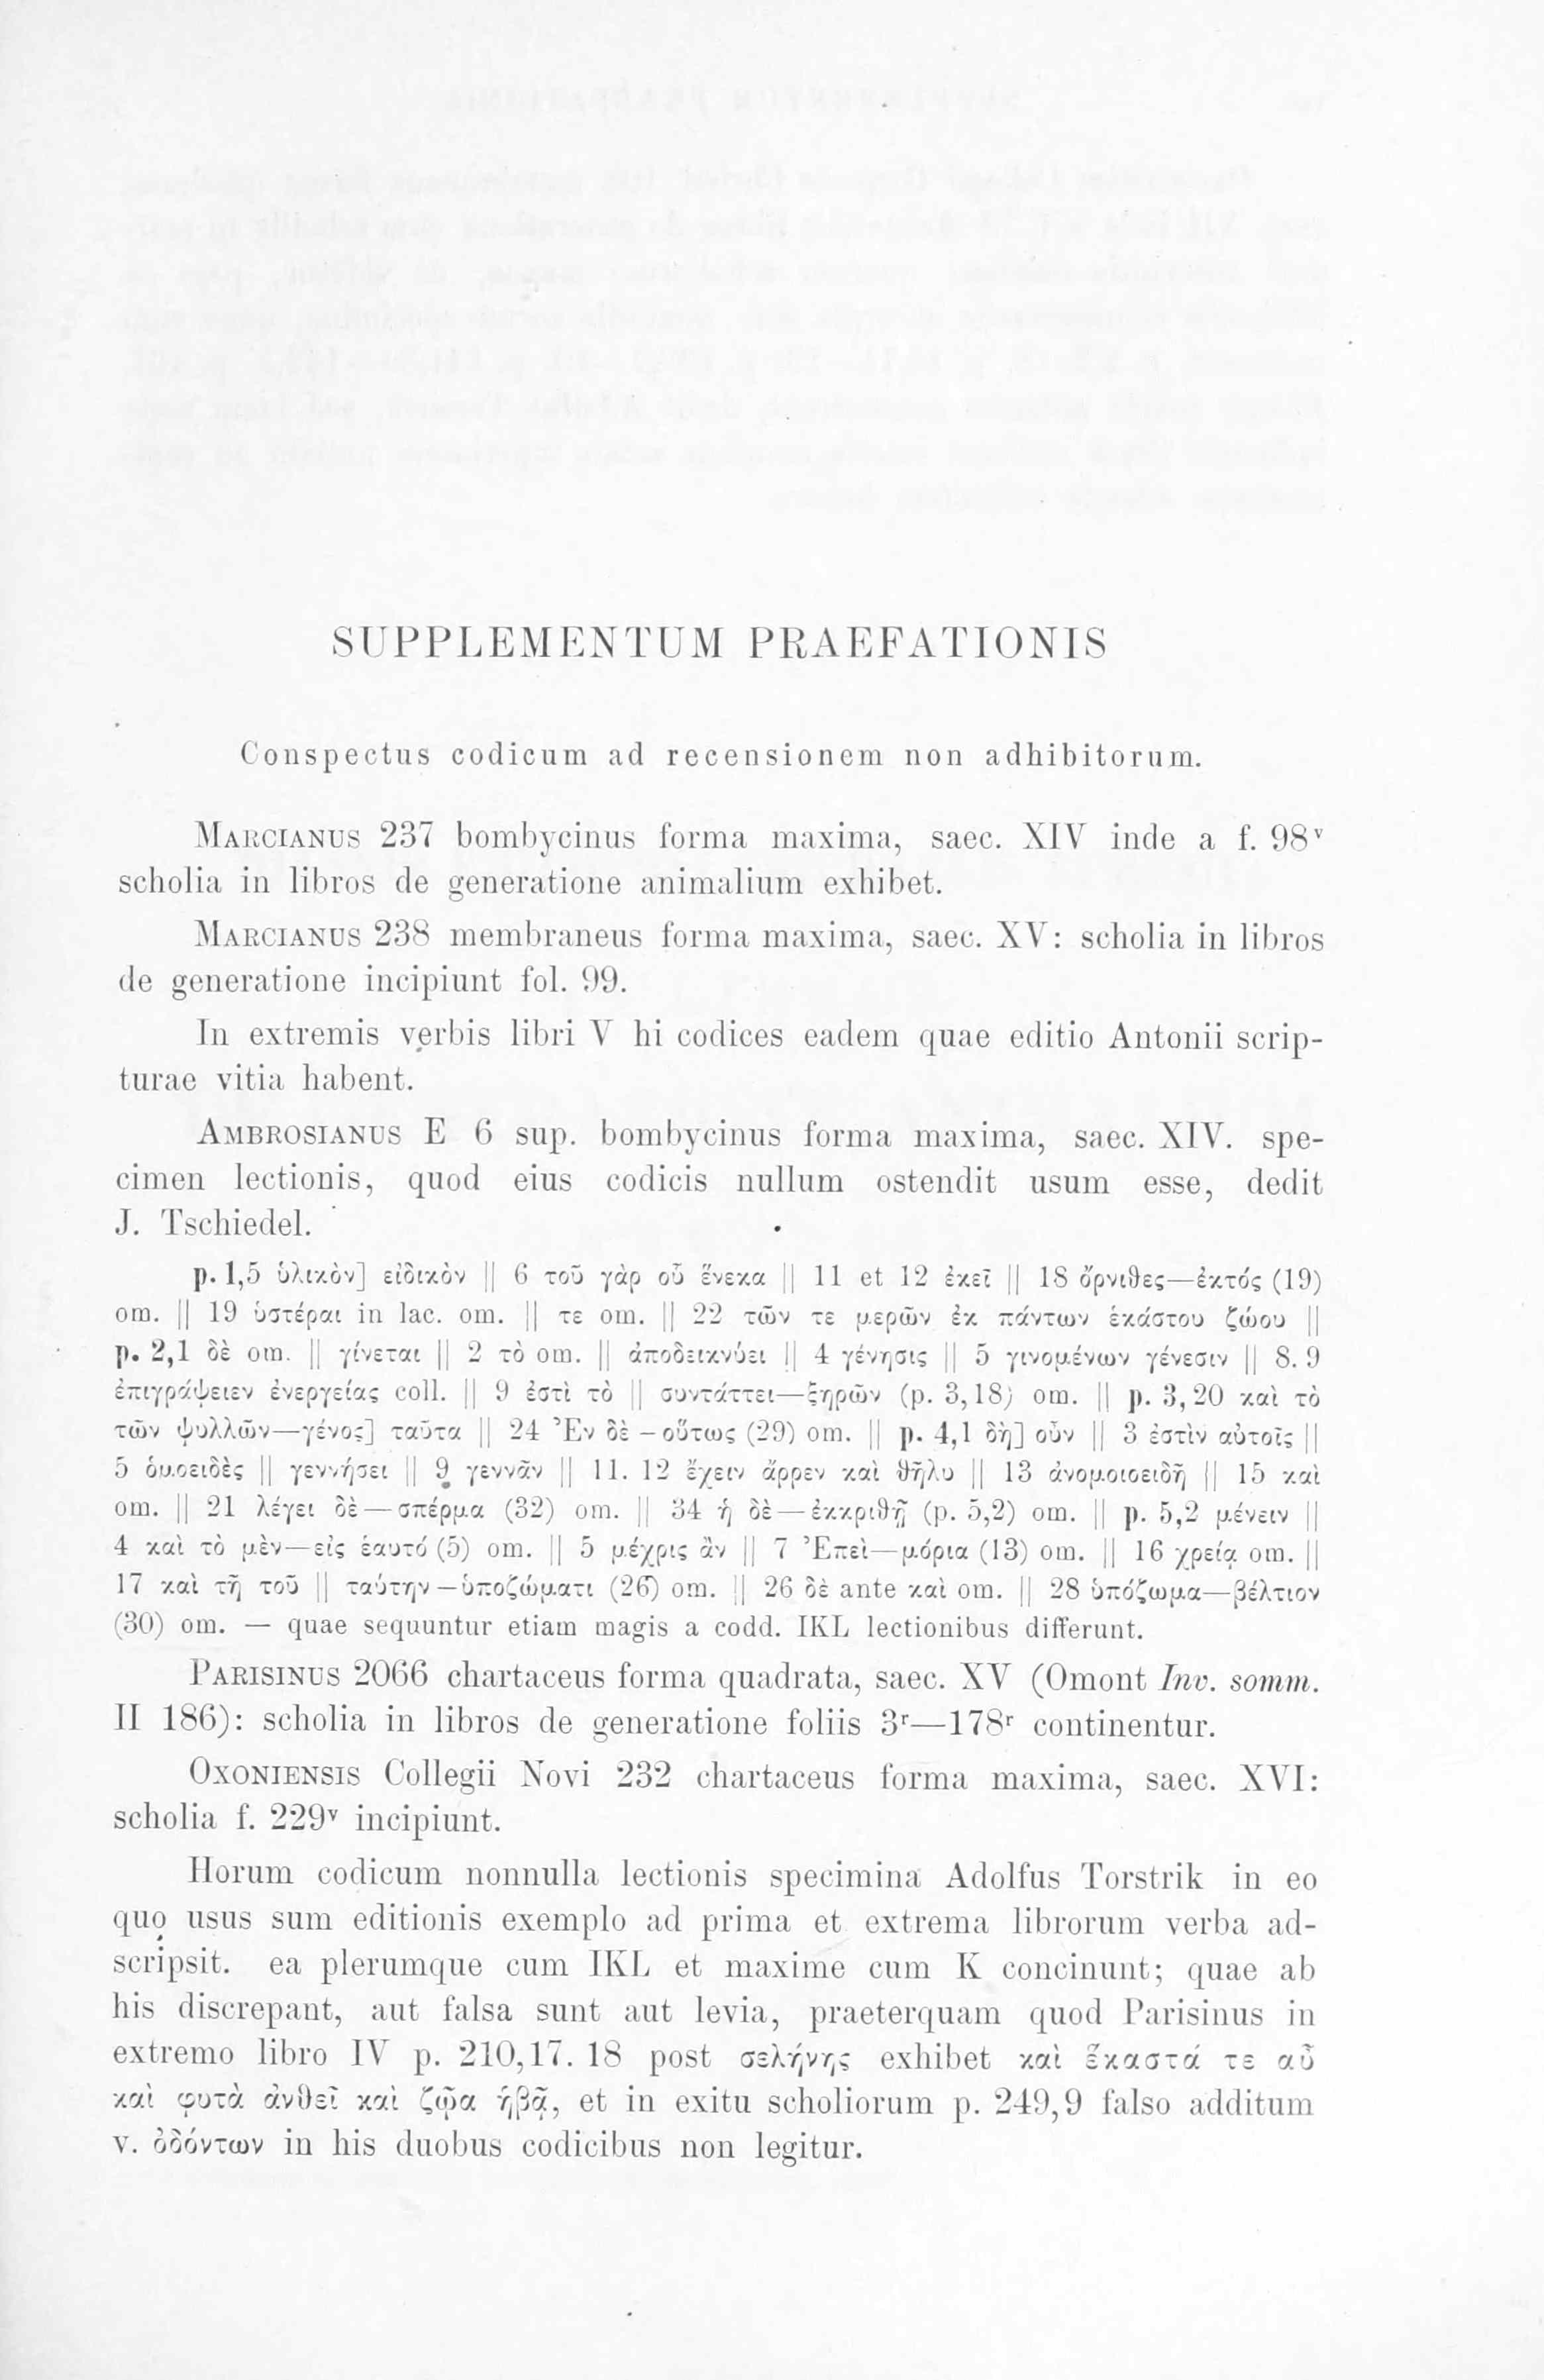 SUPPLEMENTUM PRAEFATIONIS
Conspectus codicum ad recensionem non adhibitorum.
MARCIANUS 237 bombycinus forma maxima, saec. XIV inde a f. 98ᵛ
scholia in libros de generatione animalium exhibet.
MARCIANUS 238 membraneus forma maxima, saec. XV: scholia in libros
de generatione incipiunt fol. 99.
In extremis verbis libri V hi codices eadem quae editio Antonii scrip-
turae vitia habent.
AMBROSIANUS E 6 sup. bombycinus forma maxima, saec. XIV. spe-
cimen lectionis, quod eius codicis nullum ostendit usum esse, dedit
J. Tschiedel.
p. 1,5 ὑλικὸν] εἰδικὸν || 6 τοῦ γὰρ οὗ ἕνεκα || 11 et 12 ἐκεῖ || 18 ὄρνιθες—ἐκτός (19)
om. || 19 ὑστέραι in lac. om. || τε om. || 22 τῶν τε μερῶν ἐκ πάντων ἑκάστου ζώου ||
p. 2,1 δὲ om. || γίνεται || 2 τὸ om. || ἀποδεικνύει || 4 γένησις || 5 γινομένων γένεσιν || 8. 9
ἐπιγράψειεν ἐνεργείας coll. || 9 ἐστὶ τὸ || συντάττει—ξηρῶν (p. 3,18) om. || p. 3,20 καὶ τὸ
τῶν ψυλλῶν—γένος] ταῦτα || 24 Ἐν δὲ – οὕτως (29) om. || p. 4,1 δὴ] οὖν || 3 ἐστὶν αὐτοῖς ||
5 ὁμοειδὲς || γεννήσει || 9 γεννᾶν || 11. 12 ἔχειν ἄρρεν καὶ θῆλυ || 13 ἀνομοιοειδῆ || 15 καὶ
om. || 21 λέγει δὲ—σπέρμα (32) om. || 34 ἡ δὲ—ἐκκριθῇ (p. 5,2) om. || p. 5,2 μένειν ||
4 καὶ τὸ μὲν—εἰς ἑαυτό (5) om. || 5 μέχρις ἂν || 7 Ἐπεὶ—μόρια (13) om. || 16 χρείᾳ om. ||
17 καὶ τῇ τοῦ || ταύτην – ὑποζώματι (26) om. || 26 δὲ ante καὶ om. || 28 ὑπόζωμα—βέλτιον
(30) om. — quae sequuntur etiam magis a codd. IKL lectionibus differunt.
PARISINUS 2066 chartaceus forma quadrata, saec. XV (Omont Inv. somm.
II 186): scholia in libros de generatione foliis 3ʳ—178ʳ continentur.
OXONIENSIS Collegii Novi 232 chartaceus forma maxima, saec. XVI:
scholia f. 229ᵛ incipiunt.
Horum codicum nonnulla lectionis specimina Adolfus Torstrik in eo
quo usus sum editionis exemplo ad prima et extrema librorum verba ad-
scripsit. ea plerumque cum IKL et maxime cum K concinunt; quae ab
his discrepant, aut falsa sunt aut levia, praeterquam quod Parisinus in
extremo libro IV p. 210,17. 18 post σελήνης exhibet καὶ ἕκαστά τε αὖ
καὶ φυτὰ ἀνθεῖ καὶ ζῷα ἡβᾷ, et in exitu scholiorum p. 249,9 falso additum
v. ὀδόντων in his duobus codicibus non legitur.